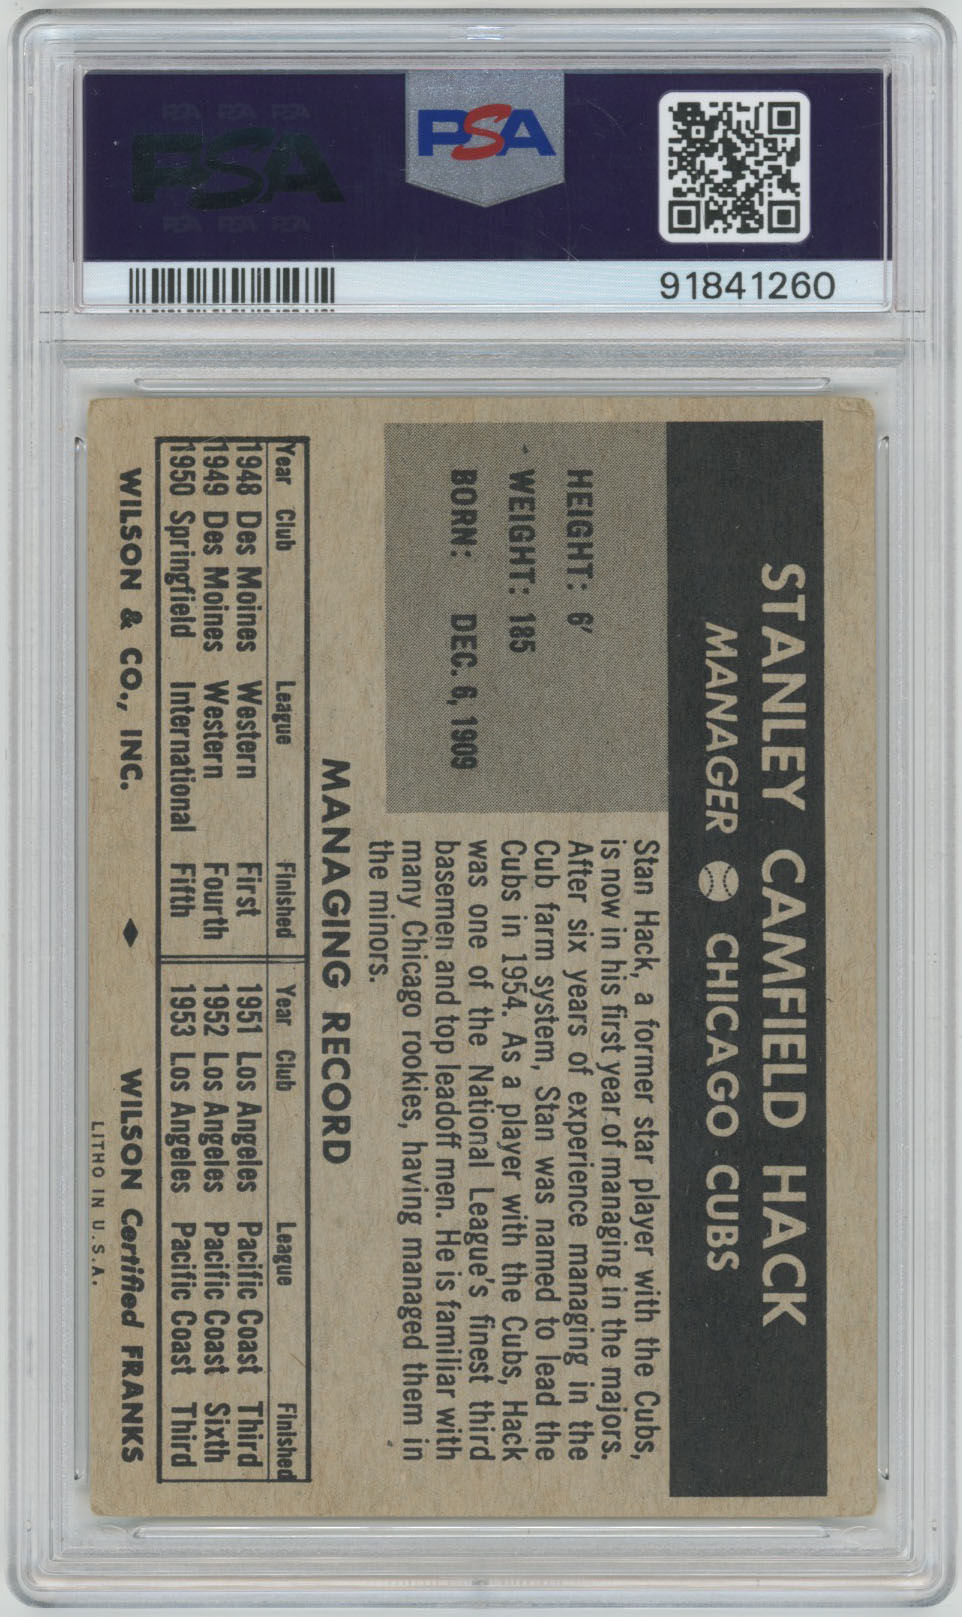 PSA PSA PSA
PSA
PSA PSA PSA
PSA
91841260
STANLEY CAMFIELD HACK
MANAGER CHICAGO CUBS
HEIGHT: 6'
WEIGHT: 185
BORN: DEC. 6, 1909
Stan Hack, a former star player with the Cubs,
is now in his first year of managing in the majors.
After six years of experience managing in the
Cub farm system, Stan was named to lead the
Cubs in 1954. As a player with the Cubs, Hack
was one of the National League's finest third
basemen and top leadoff men. He is familiar with
many Chicago rookies, having managed them in
the minors.
MANAGING RECORD
Year Club League Finished Year Club League Finished
1948 Des Moines Western First 1951 Los Angeles Pacific Coast Third
1949 Des Moines Western Fourth 1952 Los Angeles Pacific Coast Sixth
1950 Springfield International Fifth 1953 Los Angeles Pacific Coast Third
WILSON & CO., INC. ♦ WILSON Certified FRANKS
LITHO IN U.S.A.